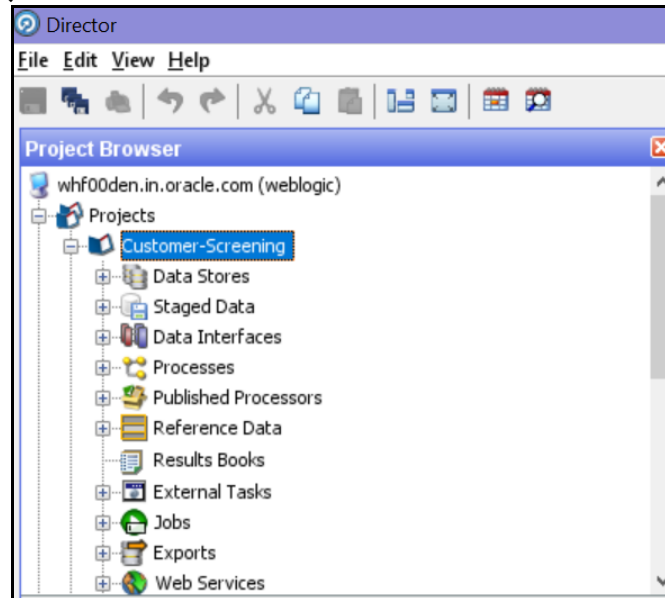 Director
File Edit View Help
Project Browser
whf00den.in.oracle.com (weblogic)
Projects
Customer-Screening
Data Stores
Staged Data
Data Interfaces
Processes
Published Processors
Reference Data
Results Books
External Tasks
Jobs
Exports
Web Services